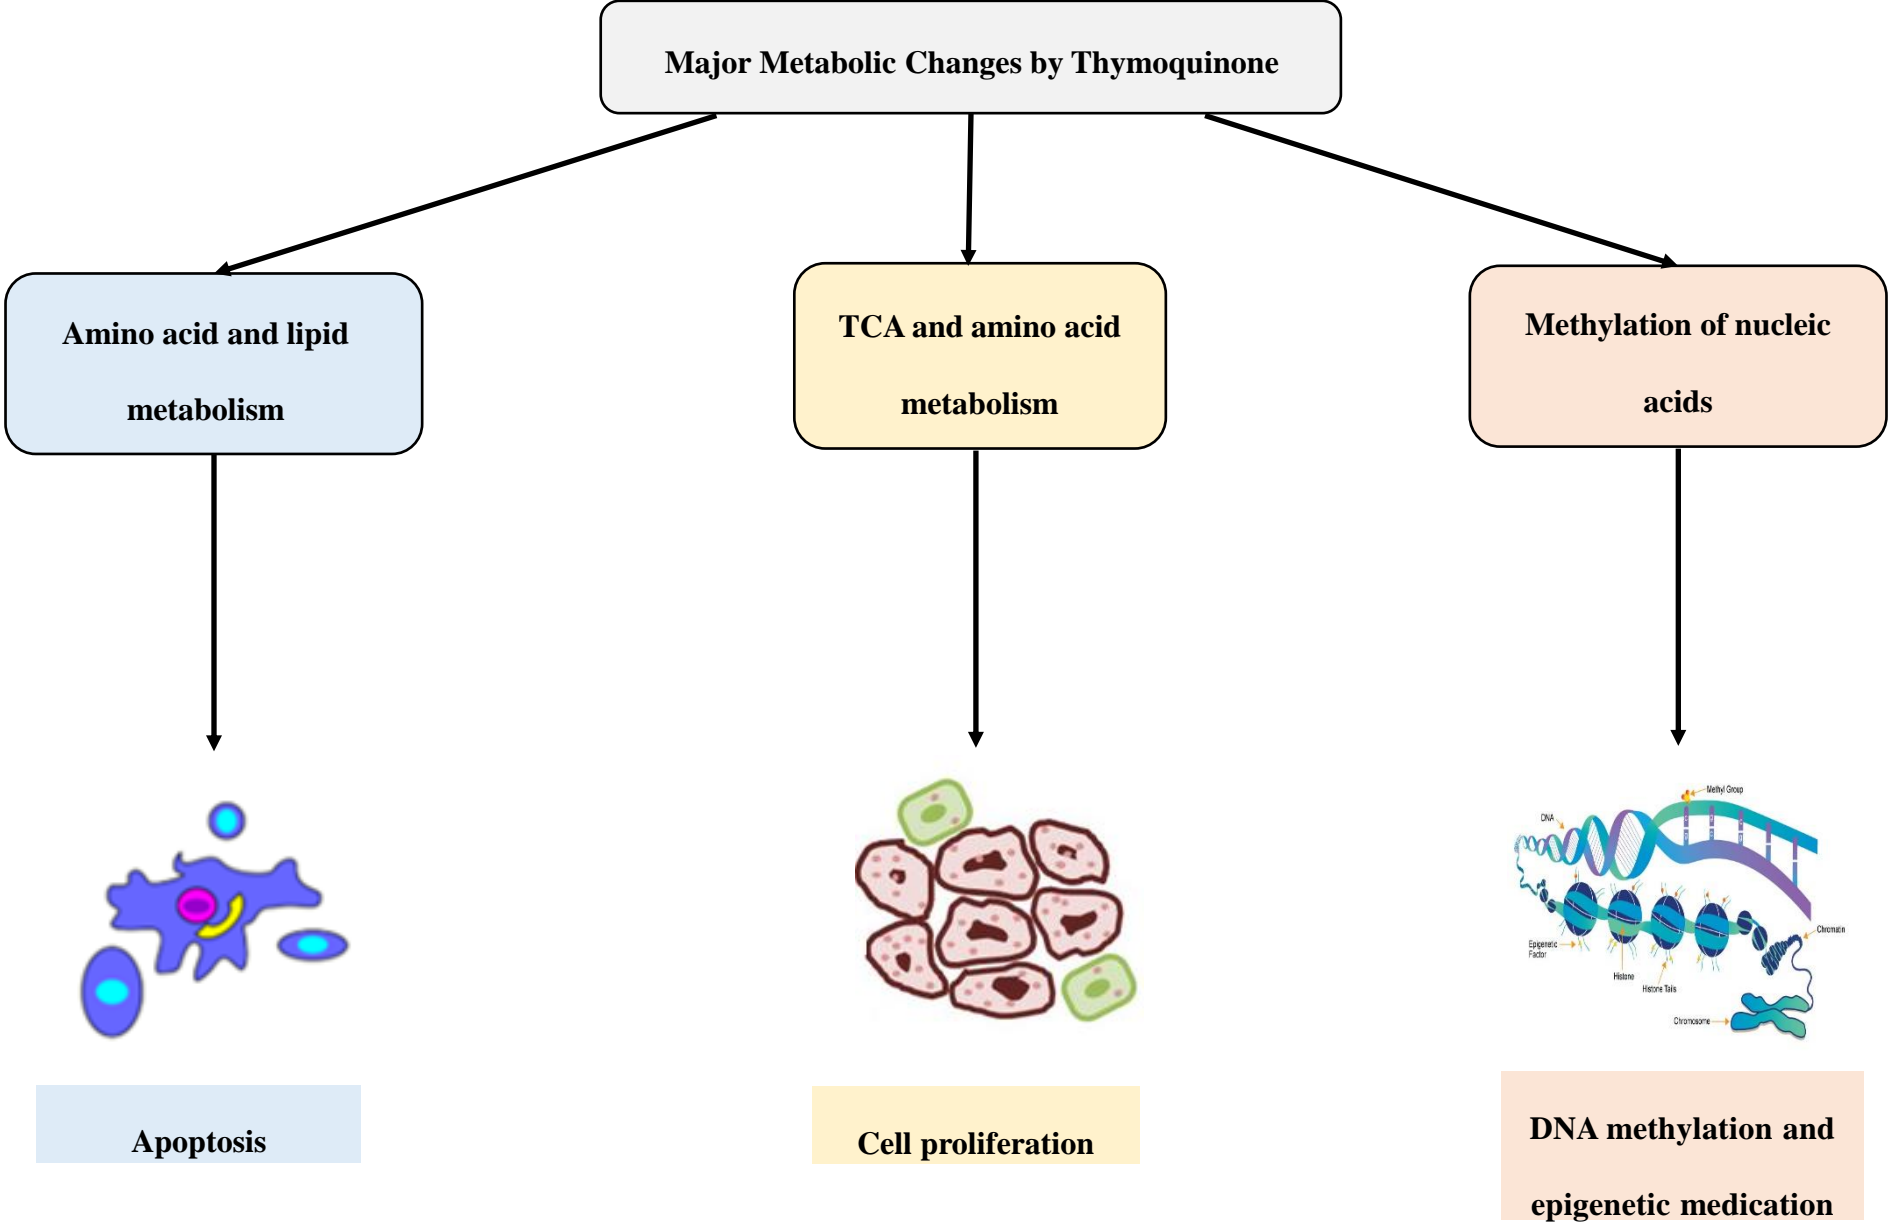 Major Metabolic Changes by Thymoquinone
Amino acid and lipid
metabolism
TCA and amino acid
metabolism
Methylation of nucleic
acids
Methyl Group
DNA
Chromatin
Epigenetic
Factor
Histone
Histone Tails
Chromosome
Apoptosis
Cell proliferation
DNA methylation and
epigenetic medication